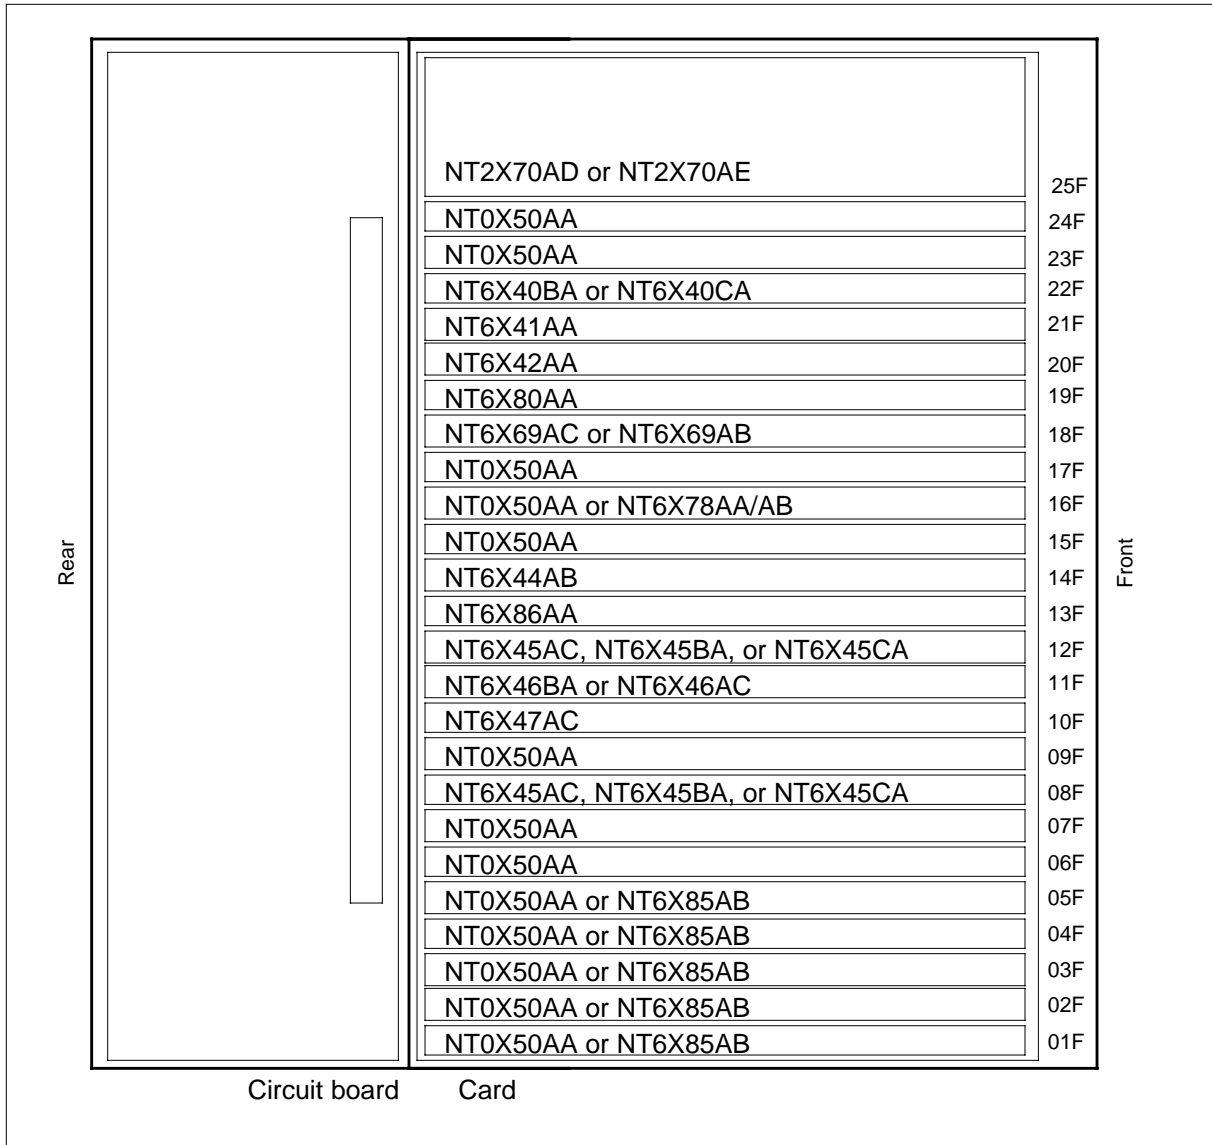 NT2X70AD or NT2X70AE 25F
NT0X50AA 24F
NT0X50AA 23F
NT6X40BA or NT6X40CA 22F
NT6X41AA 21F
NT6X42AA 20F
NT6X80AA 19F
NT6X69AC or NT6X69AB 18F
NT0X50AA 17F
NT0X50AA or NT6X78AA/AB 16F
NT0X50AA 15F
NT6X44AB 14F
NT6X86AA 13F
NT6X45AC, NT6X45BA, or NT6X45CA 12F
NT6X46BA or NT6X46AC 11F
NT6X47AC 10F
NT0X50AA 09F
NT6X45AC, NT6X45BA, or NT6X45CA 08F
NT0X50AA 07F
NT0X50AA 06F
NT0X50AA or NT6X85AB 05F
NT0X50AA or NT6X85AB 04F
NT0X50AA or NT6X85AB 03F
NT0X50AA or NT6X85AB 02F
NT0X50AA or NT6X85AB 01F
Rear
Front
Circuit board
Card